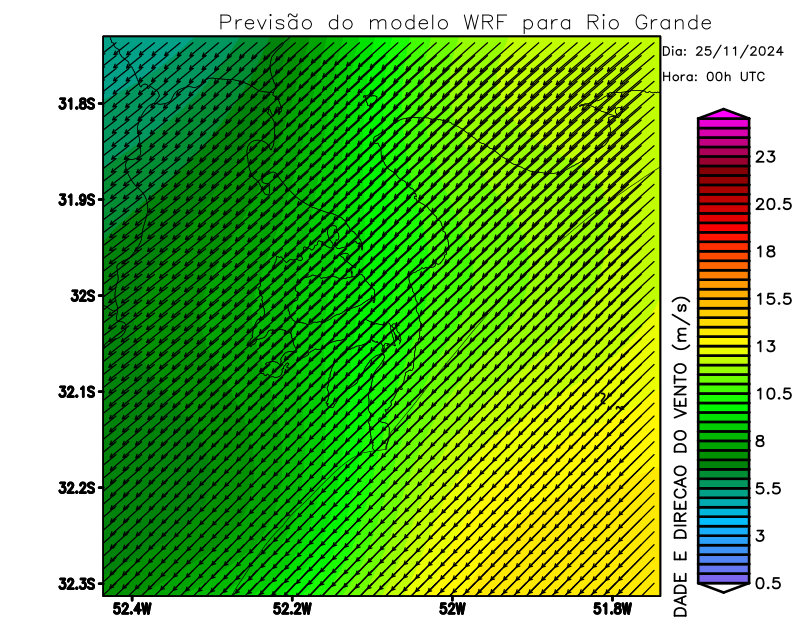 Previsão do modelo WRF para Rio Grande
Dia: 25/11/2024
Hora: 00h UTC
31.8S
31.9S
32S
32.1S
32.2S
32.3S
52.4W
52.2W
52W
51.8W
23
20.5
18
15.5
13
10.5
8
5.5
3
0.5
DADE E DIRECAO DO VENTO (m/s)